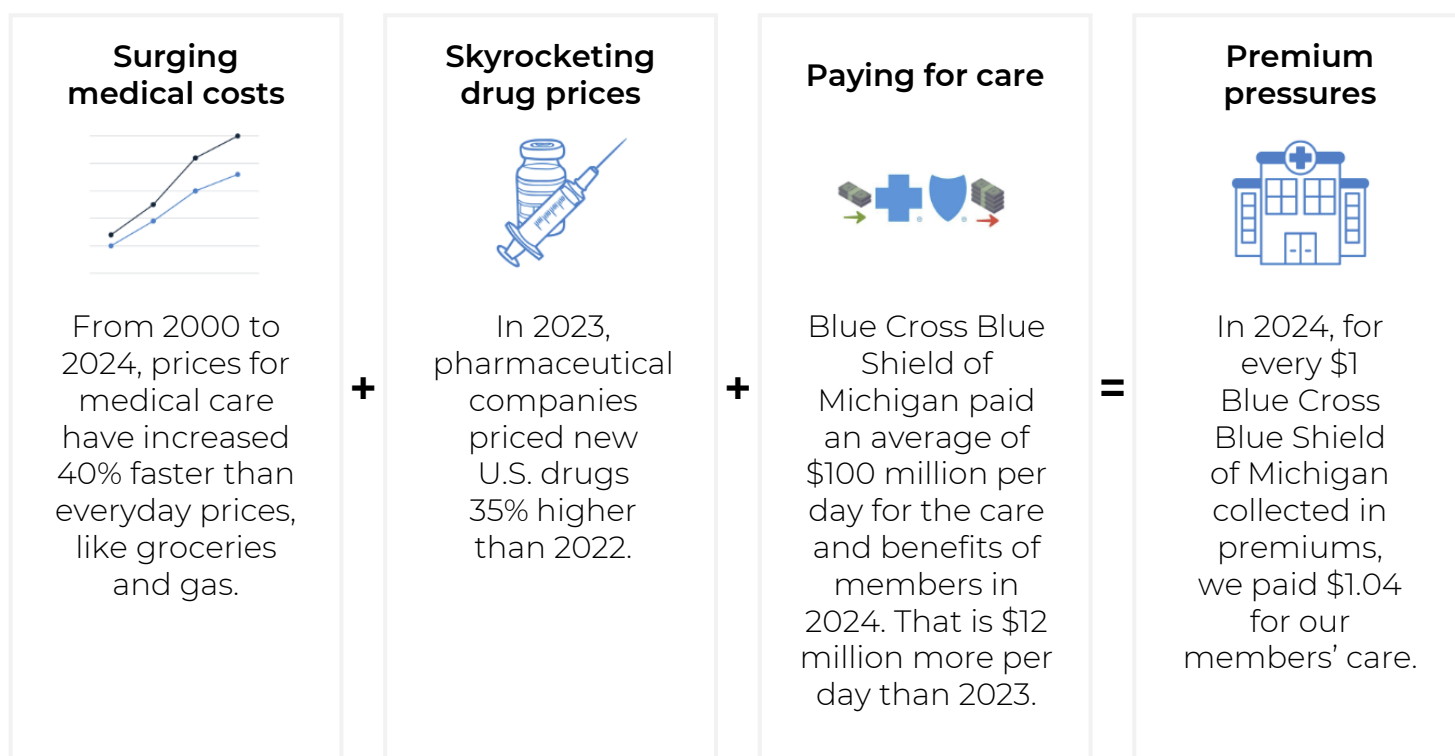 Surging
medical costs
From 2000 to
2024, prices for
medical care
have increased
40% faster than
everyday prices,
like groceries
and gas.
+
Skyrocketing
drug prices
In 2023,
pharmaceutical
companies
priced new
U.S. drugs
35% higher
than 2022.
+
Paying for care
® ®
Blue Cross Blue
Shield of
Michigan paid
an average of
$100 million per
day for the care
and benefits of
members in
2024. That is $12
million more per
day than 2023.
=
Premium
pressures
In 2024, for
every $1
Blue Cross
Blue Shield
of Michigan
collected in
premiums,
we paid $1.04
for our
members’ care.